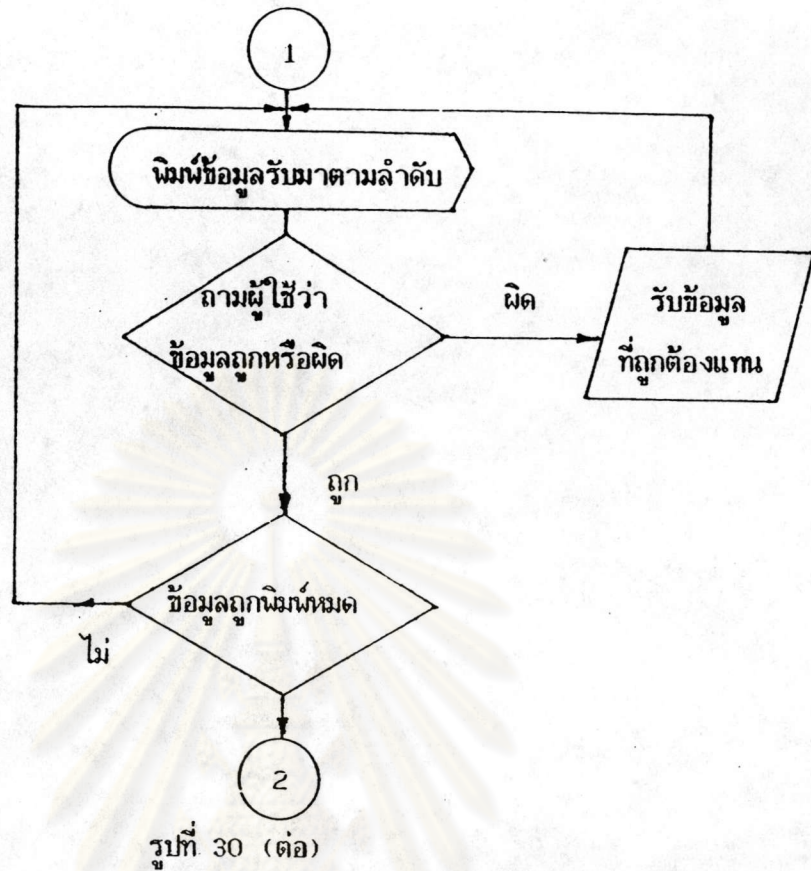 1
พิมพ์ข้อมูลรับมาตามลำดับ
ถามผู้ใช้ว่า
ข้อมูลถูกหรือผิด
ผิด
รับข้อมูล
ที่ถูกต้องแทน
ถูก
ข้อมูลถูกพิมพ์หมด
ไม่
2
รูปที่ 30 (ต่อ)